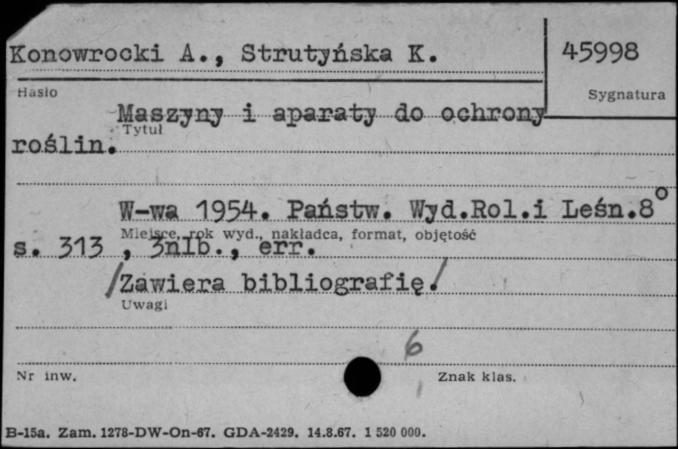 Konowrocki A., Strutyńska K.
45998
Hasło
Sygnatura
Maszyny i aparaty do ochrony
Tytuł
roślin.
W-wa 1954. Państw. Wyd.Rol.i Leśn.8°
Miejsce, rok wyd., nakładca, format, objętość
s. 313 , 3nlb., err.
/Zawiera bibliografię./
Uwagi
6
Nr inw.
Znak klas.
B-15a. Zam. 1278-DW-On-67. GDA-2429. 14.8.67. 1 520 000.